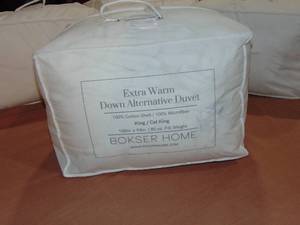 Extra Warm
Down Alternative Duvet
100% Cotton Shell / 100% Microfiber
King / Cal King
BOKSER HOME